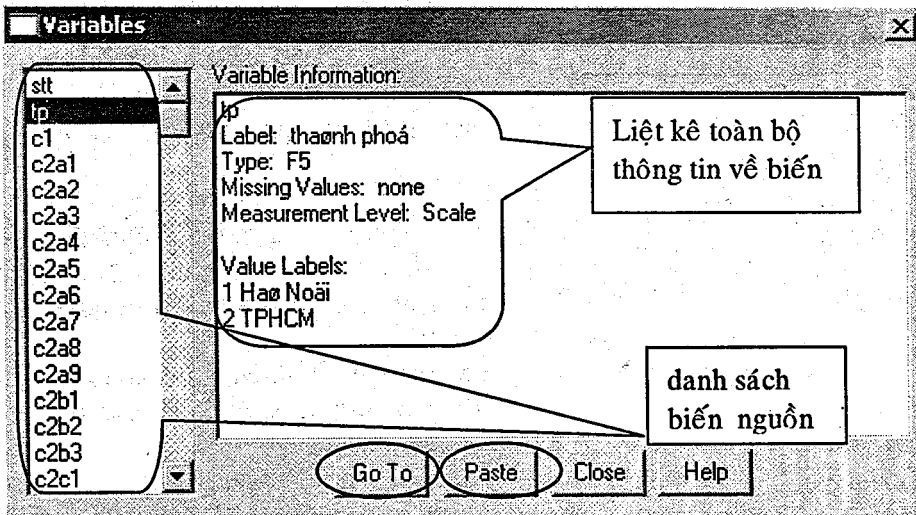 Variables
Variable Information:
stt
tp
c1
c2a1
c2a2
c2a3
c2a4
c2a5
c2a6
c2a7
c2a8
c2a9
c2b1
c2b2
c2b3
c2c1
tp
Label: thaønh phoá
Type: F5
Missing Values: none
Measurement Level: Scale
Value Labels:
1 Haø Noäi
2 TPHCM
Liệt kê toàn bộ
thông tin về biến
danh sách
biến nguồn
Go To
Paste
Close
Help